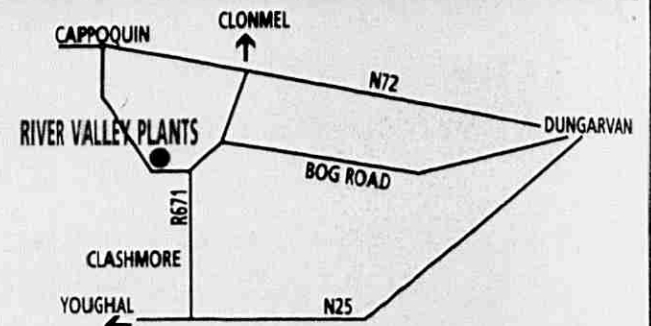 CLONMEL
CAPPOQUIN
N72
DUNGARVAN
RIVER VALLEY PLANTS
BOG ROAD
R671
CLASHMORE
YOUGHAL
N25